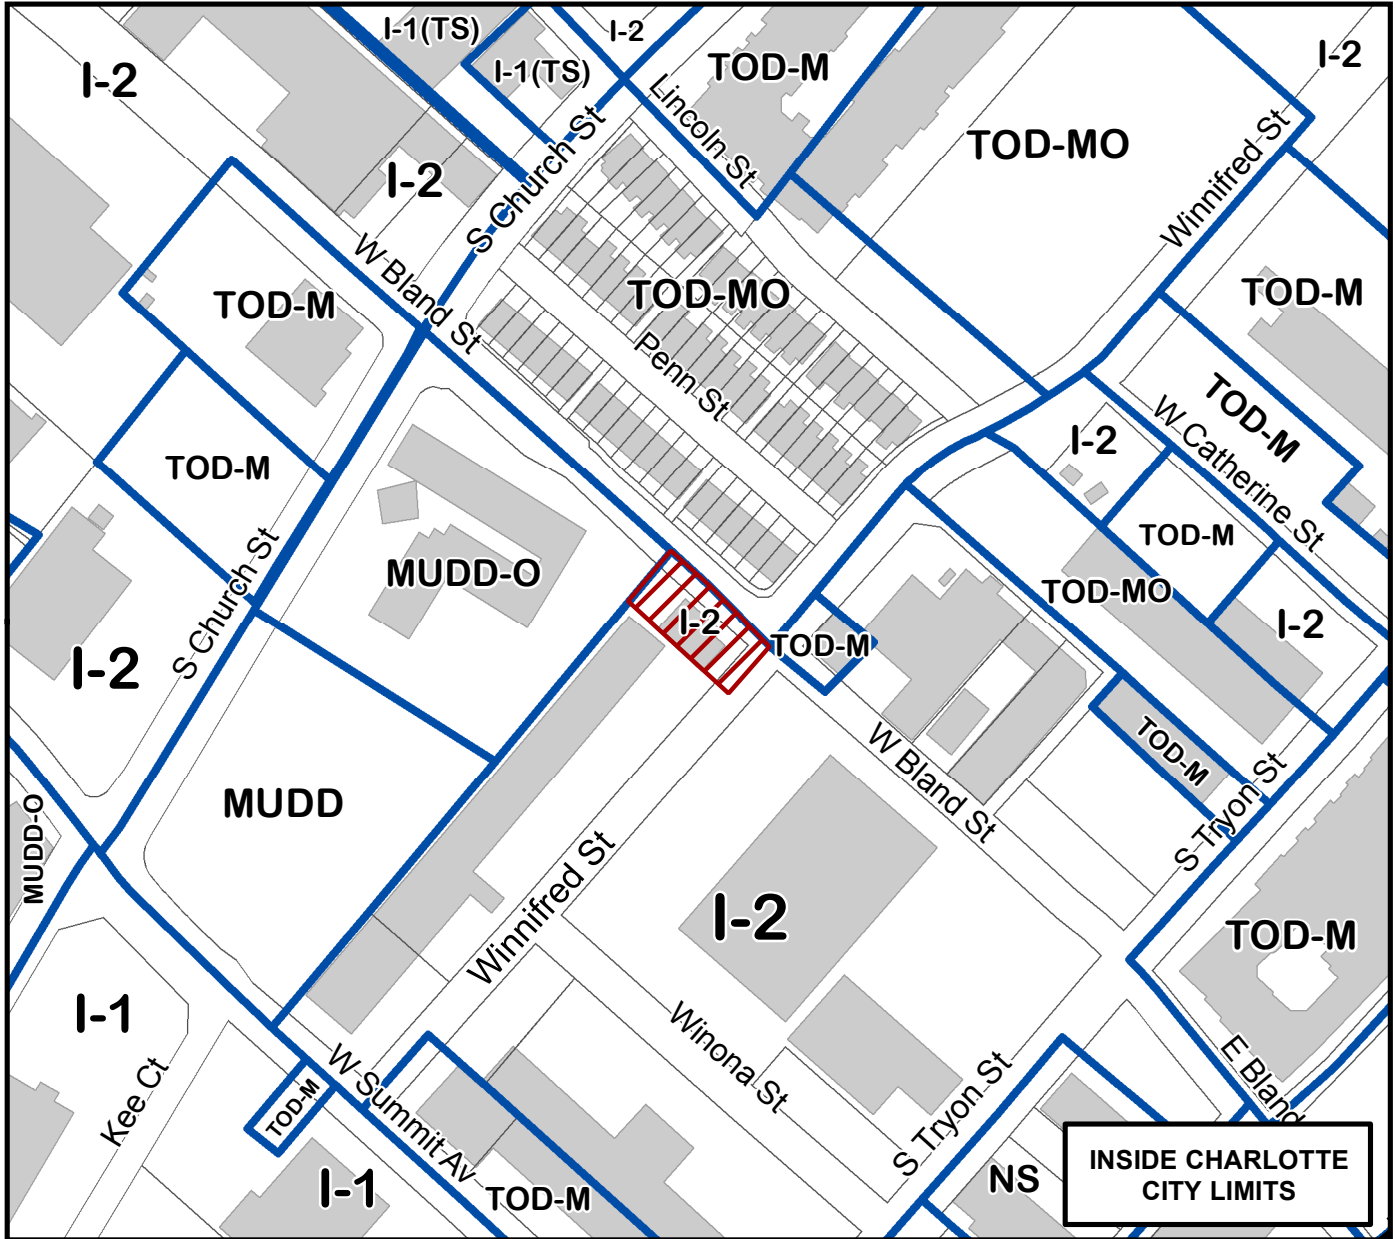 I-1(TS)
I-2
I-2
I-1(TS)
TOD-M
I-2
Lincoln St
TOD-MO
Winnifred St
S Church St
I-2
W Bland St
TOD-M
TOD-MO
TOD-M
Penn St
TOD-M
W Catherine St
I-2
TOD-M
TOD-M
MUDD-O
TOD-MO
S Church St
I-2
I-2
TOD-M
I-2
TOD-M
W Bland St
MUDD
S Tryon St
MUDD-O
Winnifred St
I-2
TOD-M
I-1
Winona St
E Bland
Kee Ct
TOD-M
W Summit Av
S Tryon St
I-1
TOD-M
NS
INSIDE CHARLOTTE
CITY LIMITS